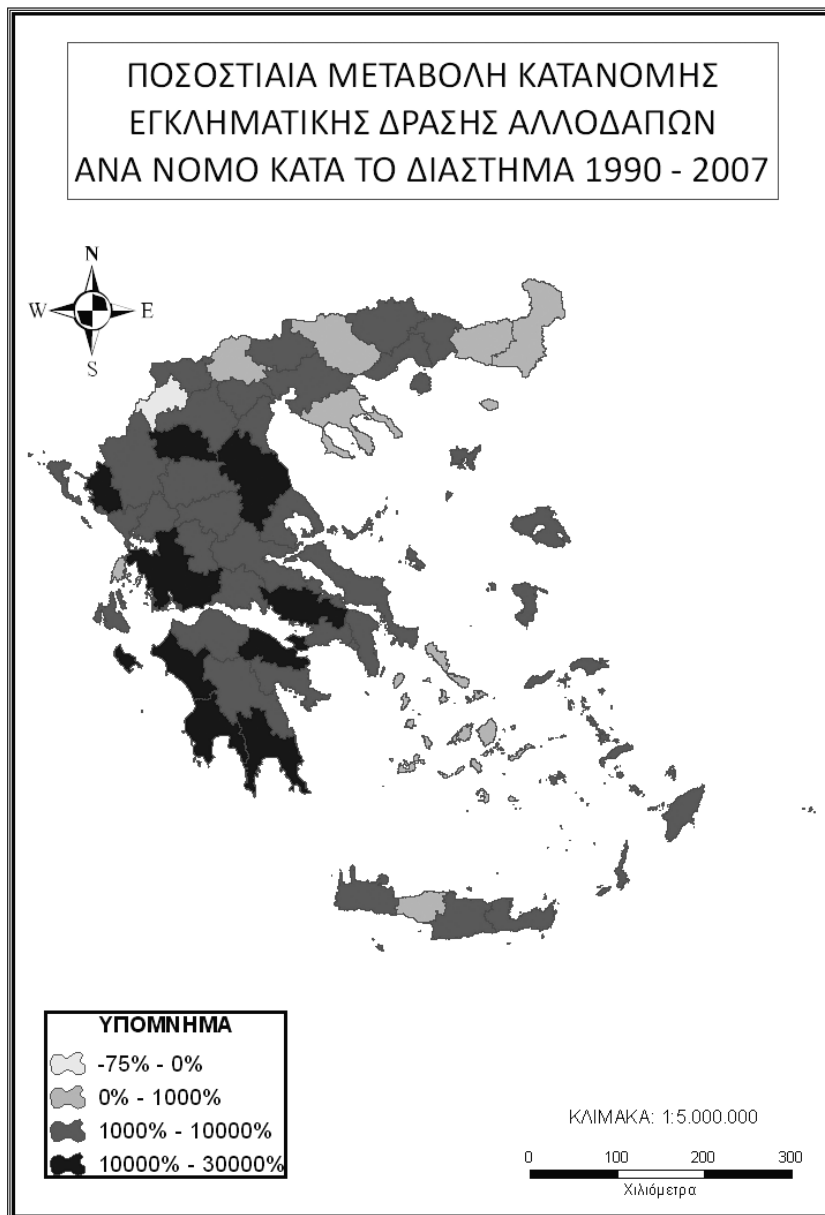 ΠΟΣΟΣΤΙΑΙΑ ΜΕΤΑΒΟΛΗ ΚΑΤΑΝΟΜΗΣ
ΕΓΚΛΗΜΑΤΙΚΗΣ ΔΡΑΣΗΣ ΑΛΛΟΔΑΠΩΝ
ΑΝΑ ΝΟΜΟ ΚΑΤΑ ΤΟ ΔΙΑΣΤΗΜΑ 1990 - 2007
N
W E
S
ΥΠΟΜΝΗΜΑ
-75% - 0%
0% - 1000%
1000% - 10000%
10000% - 30000%
ΚΛΙΜΑΚΑ: 1:5.000.000
0 100 200 300
Χιλιόμετρα